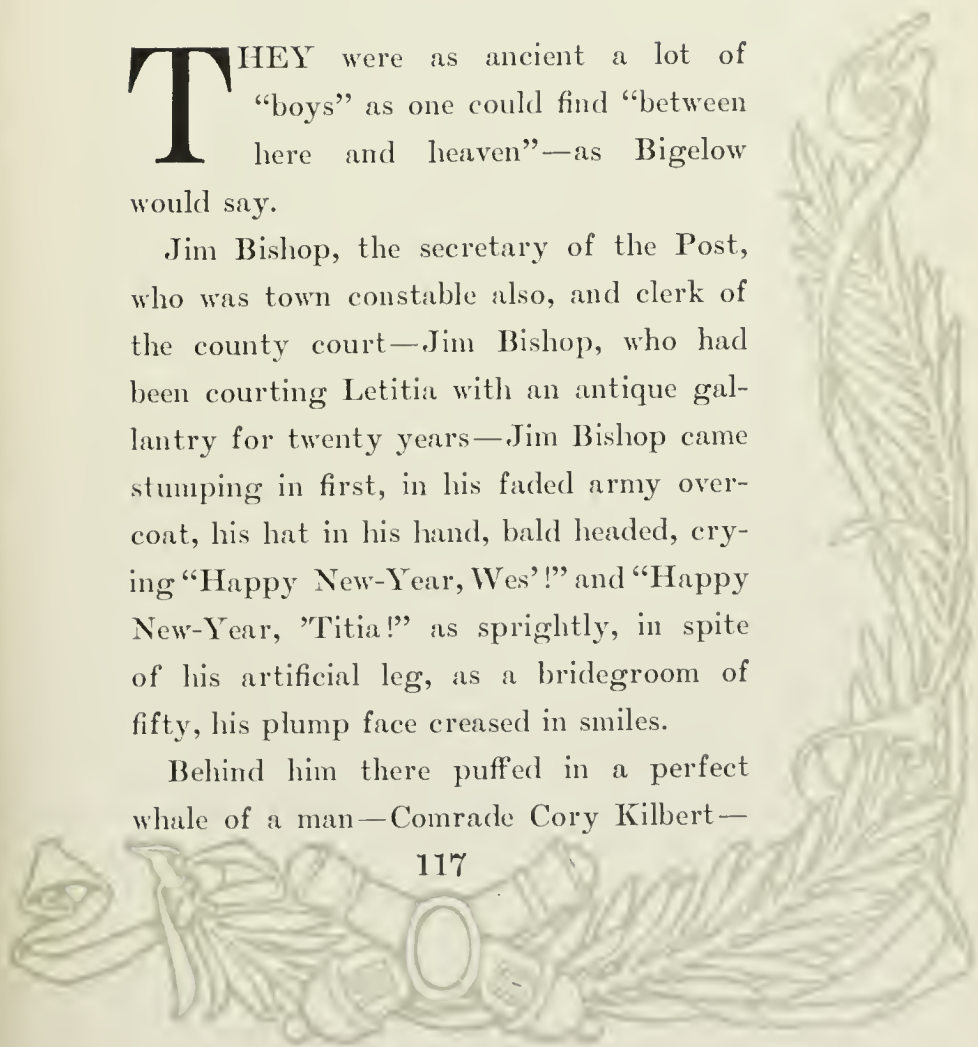 THEY were as ancient a lot of
“boys” as one could find “between
here and heaven”—as Bigelow
would say.
Jim Bishop, the secretary of the Post,
who was town constable also, and clerk of
the county court—Jim Bishop, who had
been courting Letitia with an antique gal-
lantry for twenty years—Jim Bishop came
stumping in first, in his faded army over-
coat, his hat in his hand, bald headed, cry-
ing “Happy New-Year, Wes’!” and “Happy
New-Year, ’Titia!” as sprightly, in spite
of his artificial leg, as a bridegroom of
fifty, his plump face creased in smiles.
Behind him there puffed in a perfect
whale of a man—Comrade Cory Kilbert—
117